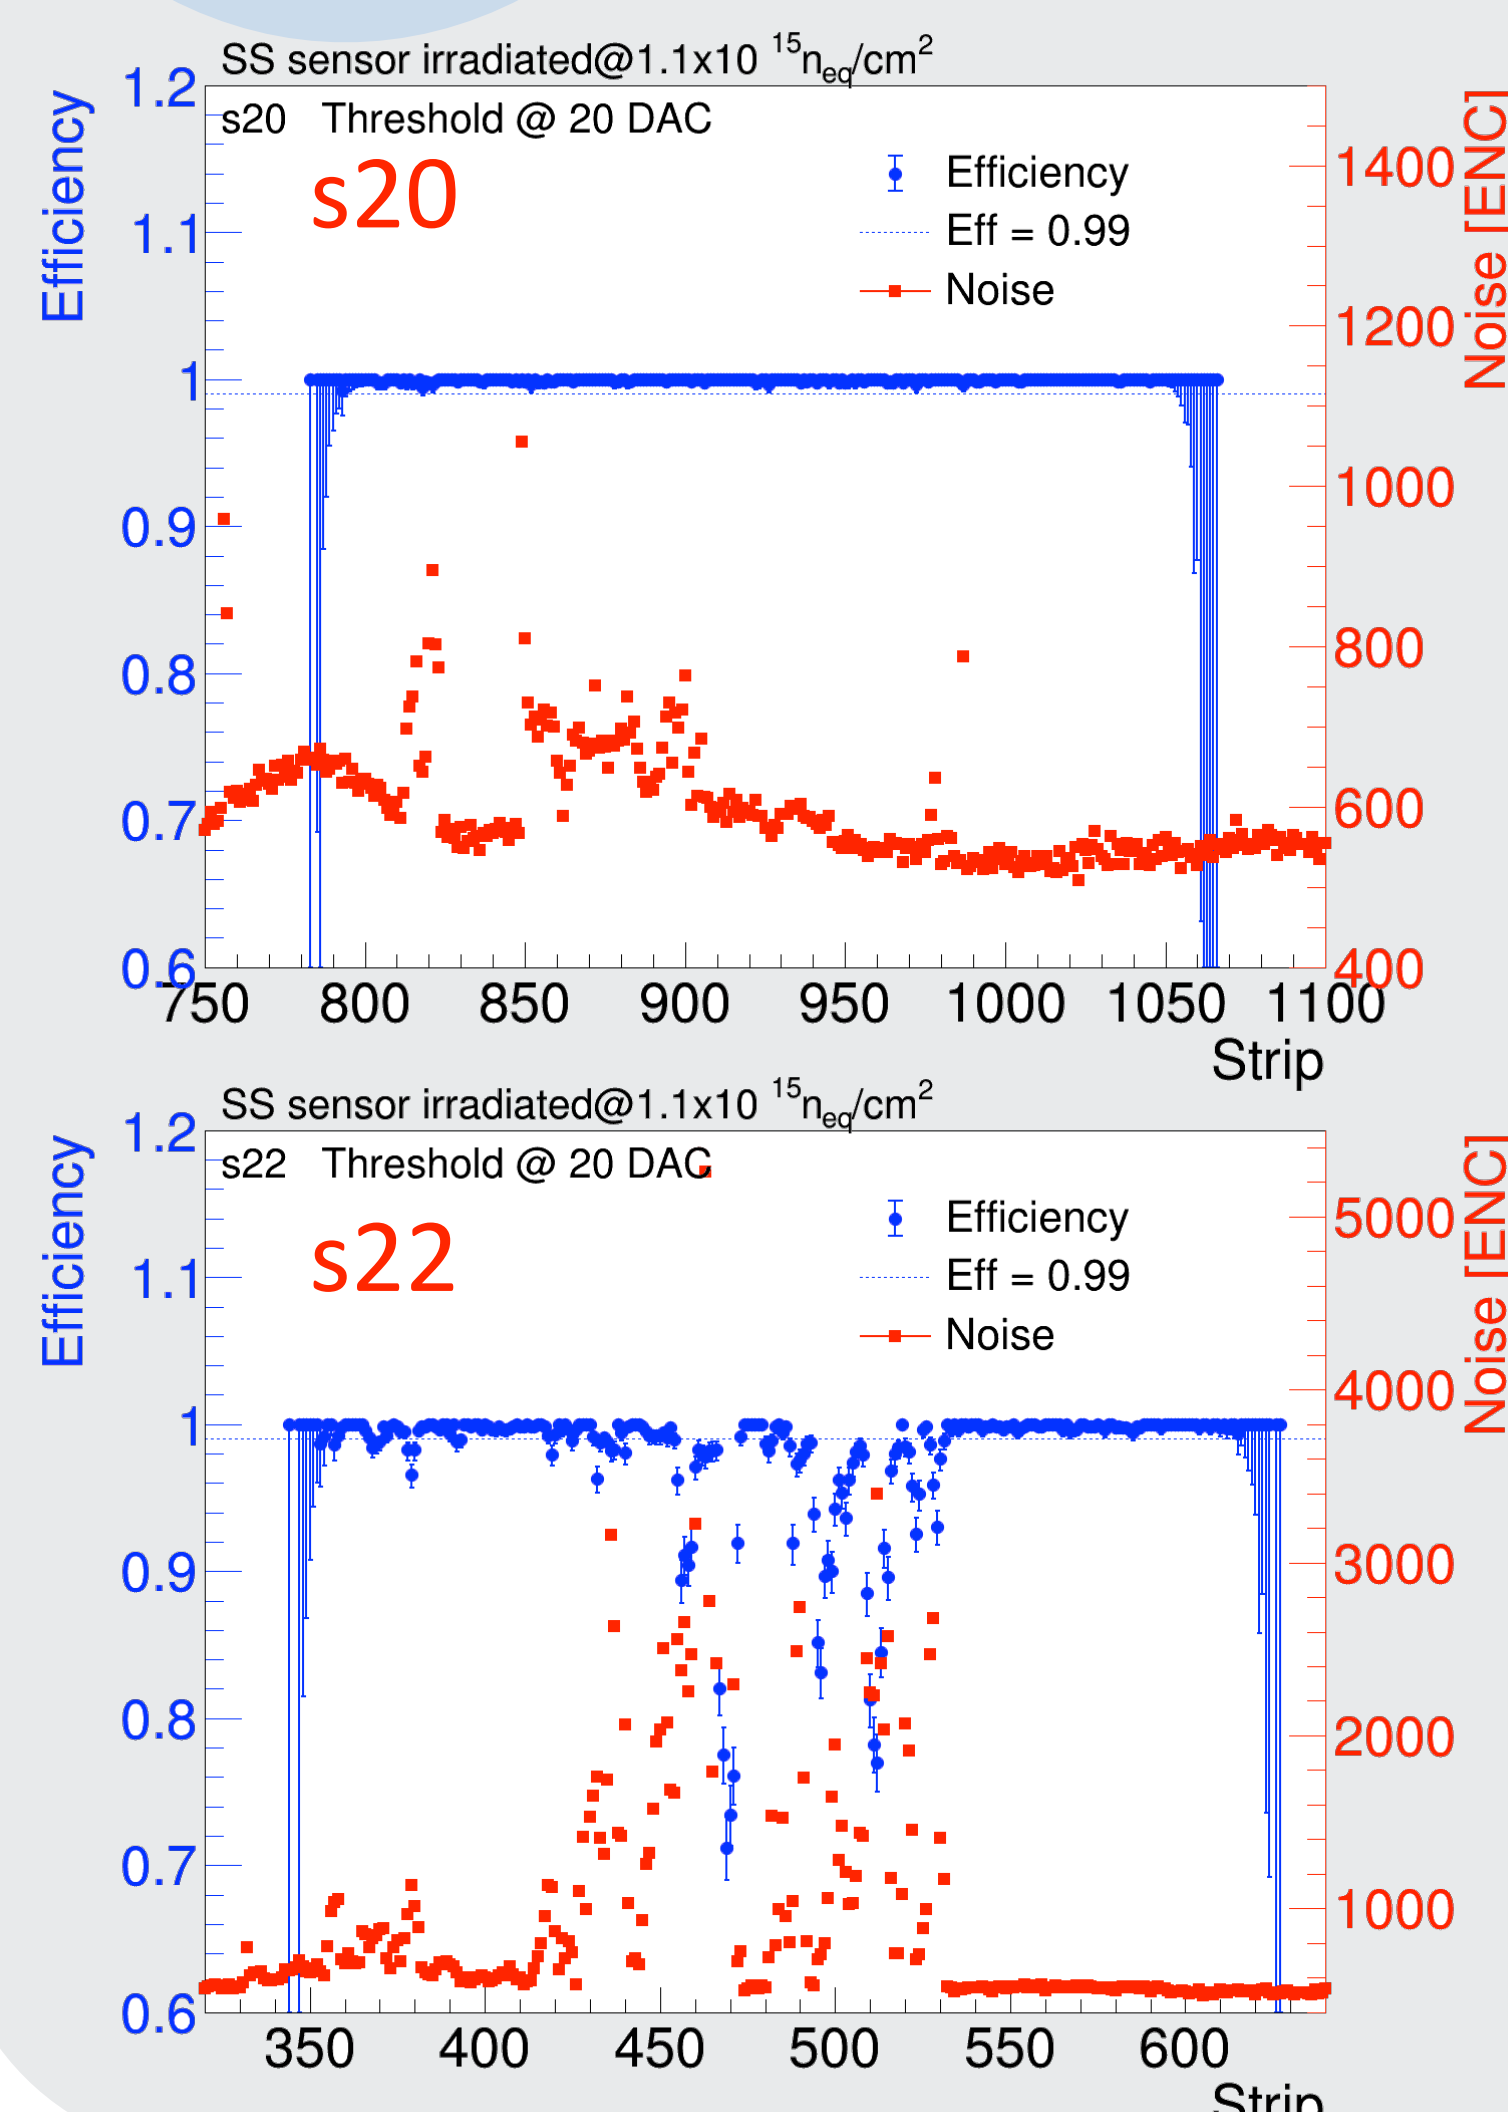 SS sensor irradiated@1.1x10 ¹⁵n_eq/cm²
s20 Threshold @ 20 DAC
s20
Efficiency
Eff = 0.99
Noise
Efficiency
1.2
1.1
1
0.9
0.8
0.7
0.6
Noise [ENC]
1400
1200
1000
800
600
400
750 800 850 900 950 1000 1050 1100
Strip
SS sensor irradiated@1.1x10 ¹⁵n_eq/cm²
s22 Threshold @ 20 DAC
s22
Efficiency
Eff = 0.99
Noise
Efficiency
1.2
1.1
1
0.9
0.8
0.7
0.6
Noise [ENC]
5000
4000
3000
2000
1000
350 400 450 500 550 600
Strip